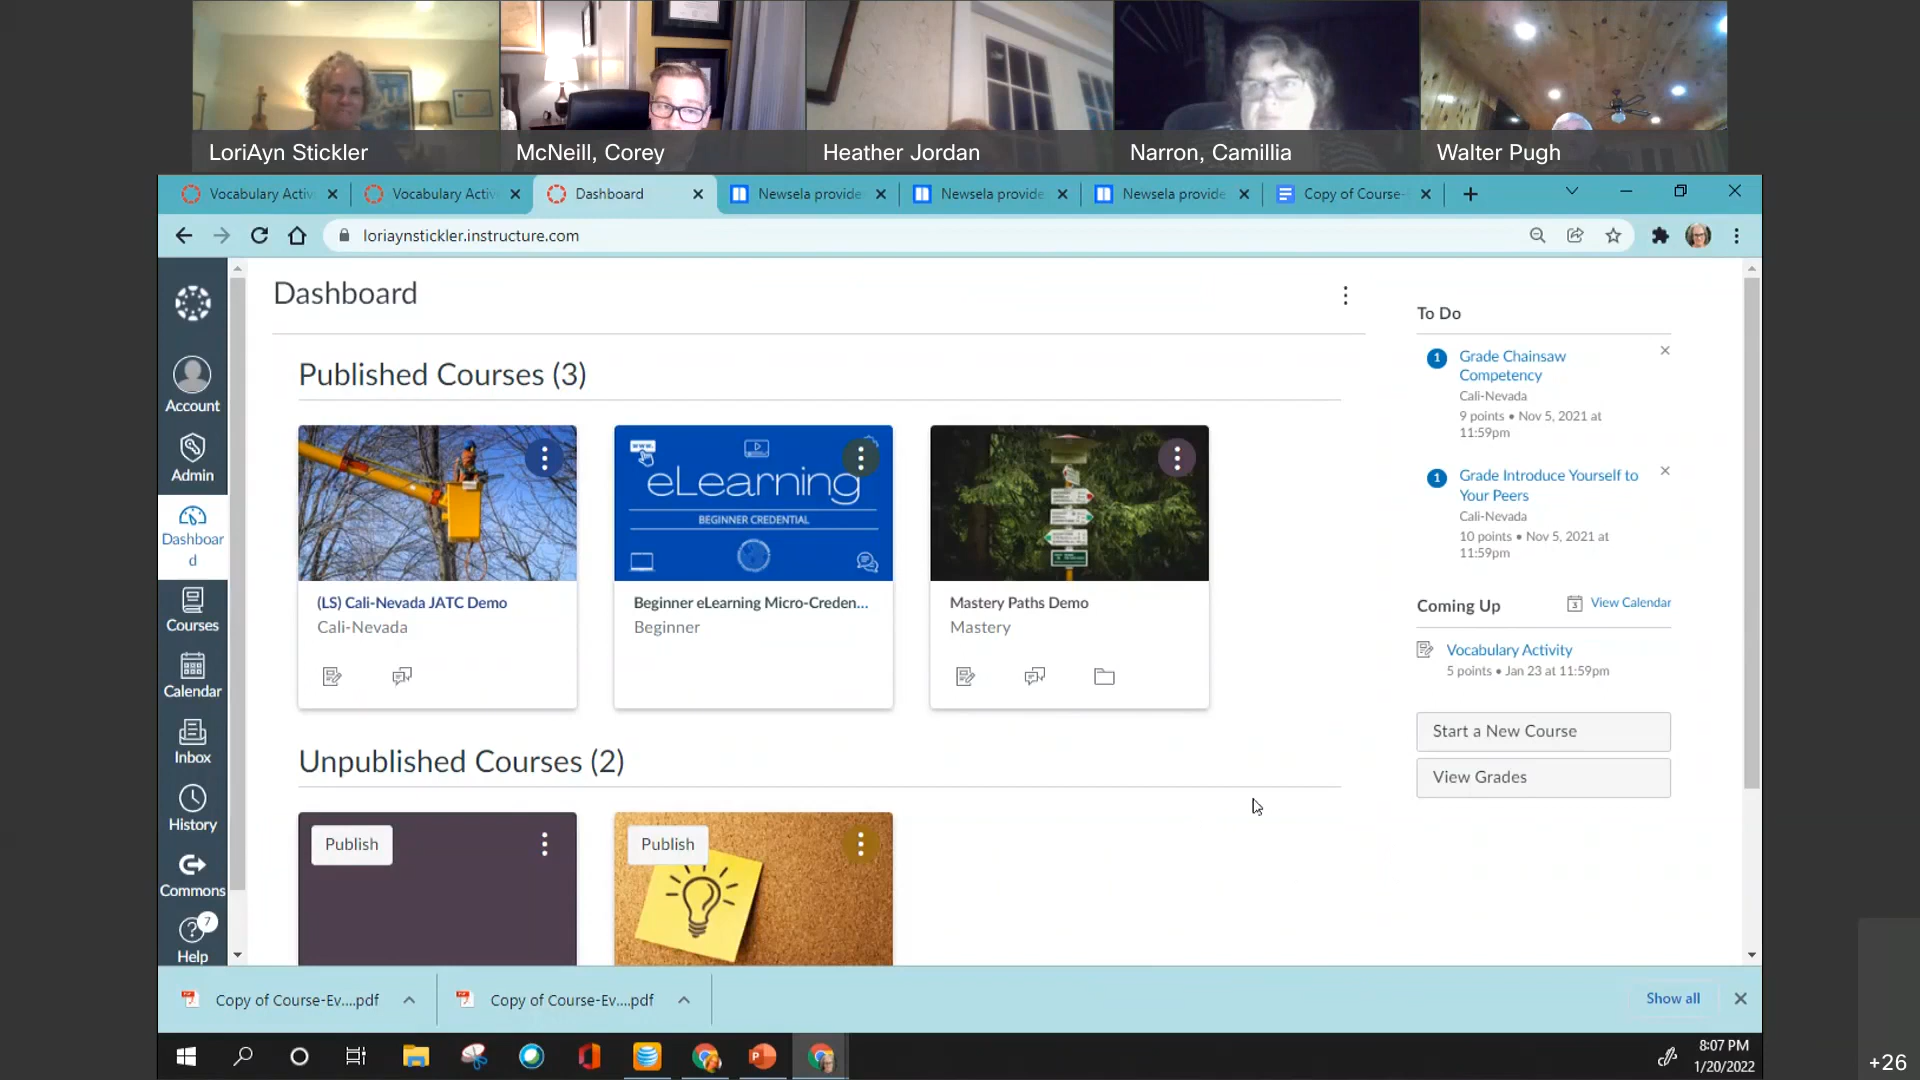 LoriAyn Stickler
McNeill, Corey
Heather Jordan
Narron, Camillia
Walter Pugh
Vocabulary Activ
Vocabulary Activ
Dashboard
Newsela provide
Newsela provide
Newsela provide
Copy of Course-
loriaynstickler.instructure.com
Account
Admin
Dashboar
d
Courses
Calendar
Inbox
History
Commons
7
Help
Dashboard
Published Courses (3)
www.
eLearning
BEGINNER CREDENTIAL
(LS) Cali-Nevada JATC Demo
Cali-Nevada
Beginner eLearning Micro-Creden...
Beginner
Mastery Paths Demo
Mastery
Unpublished Courses (2)
Publish
Publish
To Do
1
Grade Chainsaw
Competency
Cali-Nevada
9 points • Nov 5, 2021 at
11:59pm
1
Grade Introduce Yourself to
Your Peers
Cali-Nevada
10 points • Nov 5, 2021 at
11:59pm
Coming Up
3
View Calendar
Vocabulary Activity
5 points • Jan 23 at 11:59pm
Start a New Course
View Grades
Copy of Course-Ev....pdf
Copy of Course-Ev....pdf
Show all
8:07 PM
1/20/2022
+26